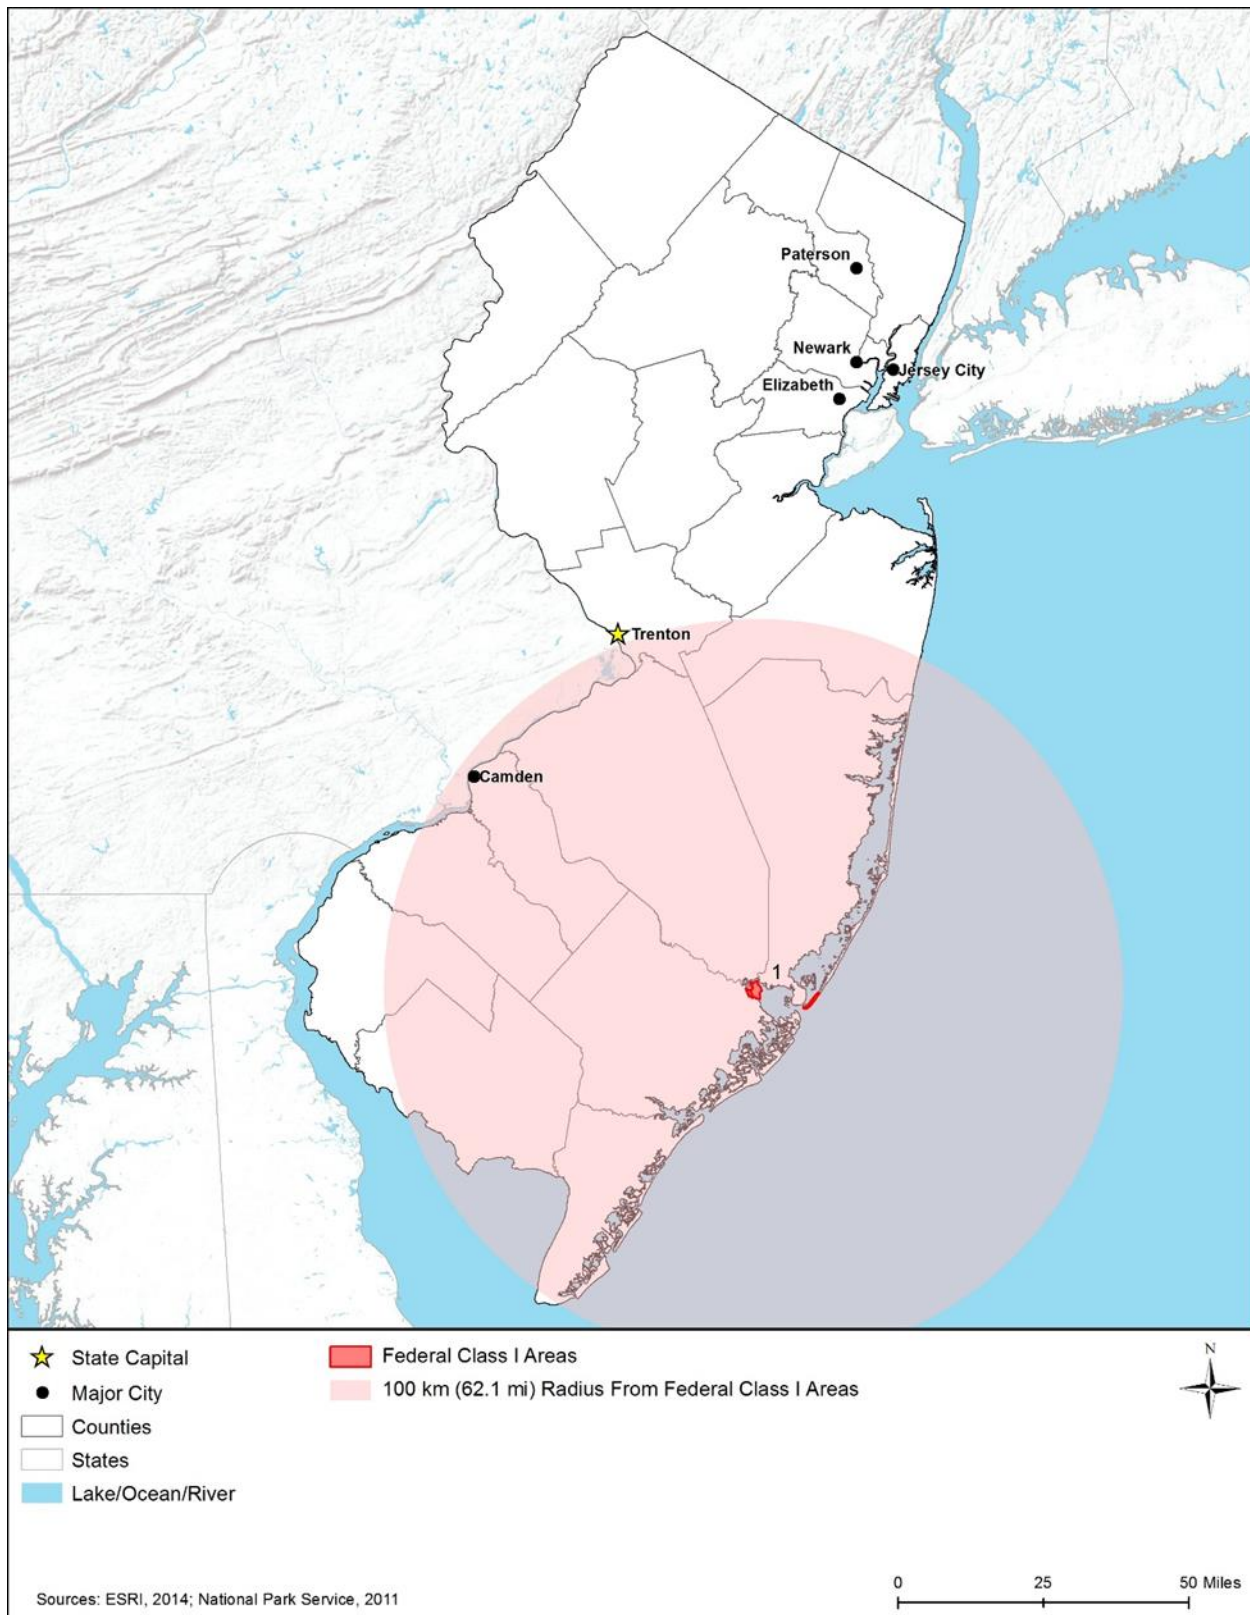 Paterson
Newark
Jersey City
Elizabeth
Trenton
Camden
1
State Capital
Major City
Counties
States
Lake/Ocean/River
Federal Class I Areas
100 km (62.1 mi) Radius From Federal Class I Areas
N
Sources: ESRI, 2014; National Park Service, 2011
0 25 50 Miles